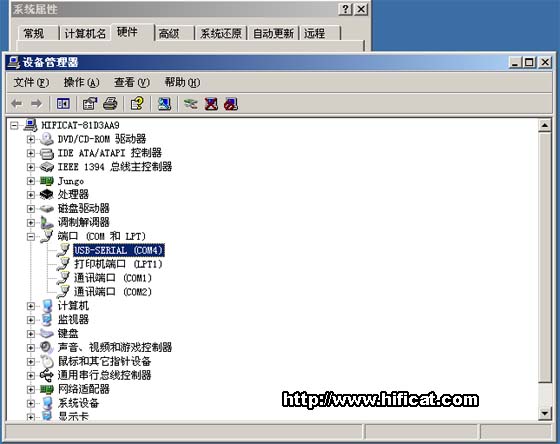 系统属性
常规 计算机名 硬件 高级 系统还原 自动更新 远程
设备管理器
文件(F) 操作(A) 查看(V) 帮助(H)
HIFICAT-81D3AA9
DVD/CD-ROM 驱动器
IDE ATA/ATAPI 控制器
IEEE 1394 总线主控制器
Jungo
处理器
磁盘驱动器
调制解调器
端口 (COM 和 LPT)
USB-SERIAL (COM4)
打印机端口 (LPT1)
通讯端口 (COM1)
通讯端口 (COM2)
计算机
监视器
键盘
声音、视频和游戏控制器
鼠标和其它指针设备
通用串行总线控制器
网络适配器
http://www.hificat.com
系统设备
显示卡